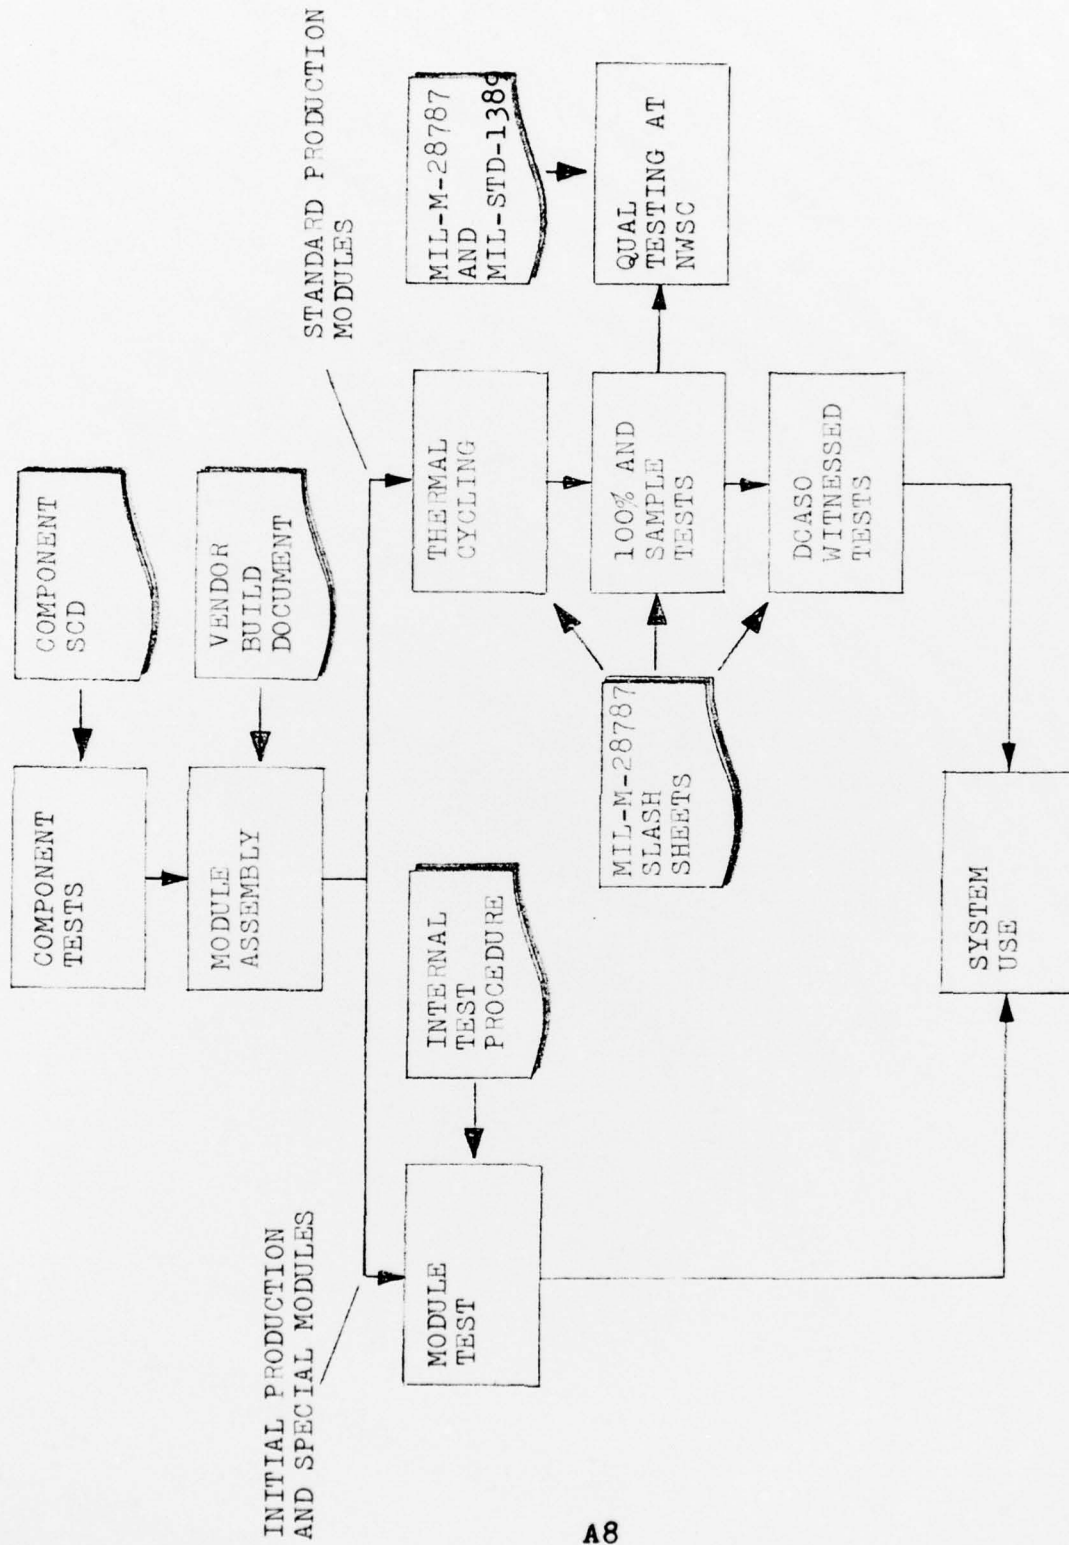 COMPONENT
TESTS
COMPONENT
SCD
MODULE
ASSEMBLY
VENDOR
BUILD
DOCUMENT
INITIAL PRODUCTION
AND SPECIAL MODULES
STANDARD PRODUCTION
MODULES
MODULE
TEST
INTERNAL
TEST
PROCEDURE
THERMAL
CYCLING
MIL-M-28787
AND
MIL-STD-1389
100% AND
SAMPLE
TESTS
QUAL
TESTING AT
NWSC
MIL-M-28787
SLASH
SHEETS
DCASO
WITNESSED
TESTS
SYSTEM
USE
A8